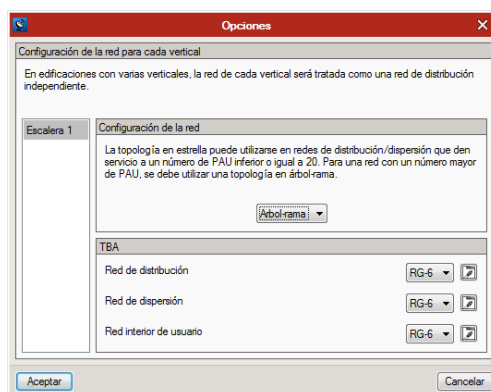 Opciones
Configuración de la red para cada vertical
En edificaciones con varias verticales, la red de cada vertical será tratada como una red de distribución
independiente.
Escalera 1
Configuración de la red
La topología en estrella puede utilizarse en redes de distribución/dispersión que den
servicio a un número de PAU inferior o igual a 20. Para una red con un número mayor
de PAU, se debe utilizar una topología en árbol-rama.
Árbol-rama
TBA
Red de distribución RG-6
Red de dispersión RG-6
Red interior de usuario RG-6
Aceptar Cancelar